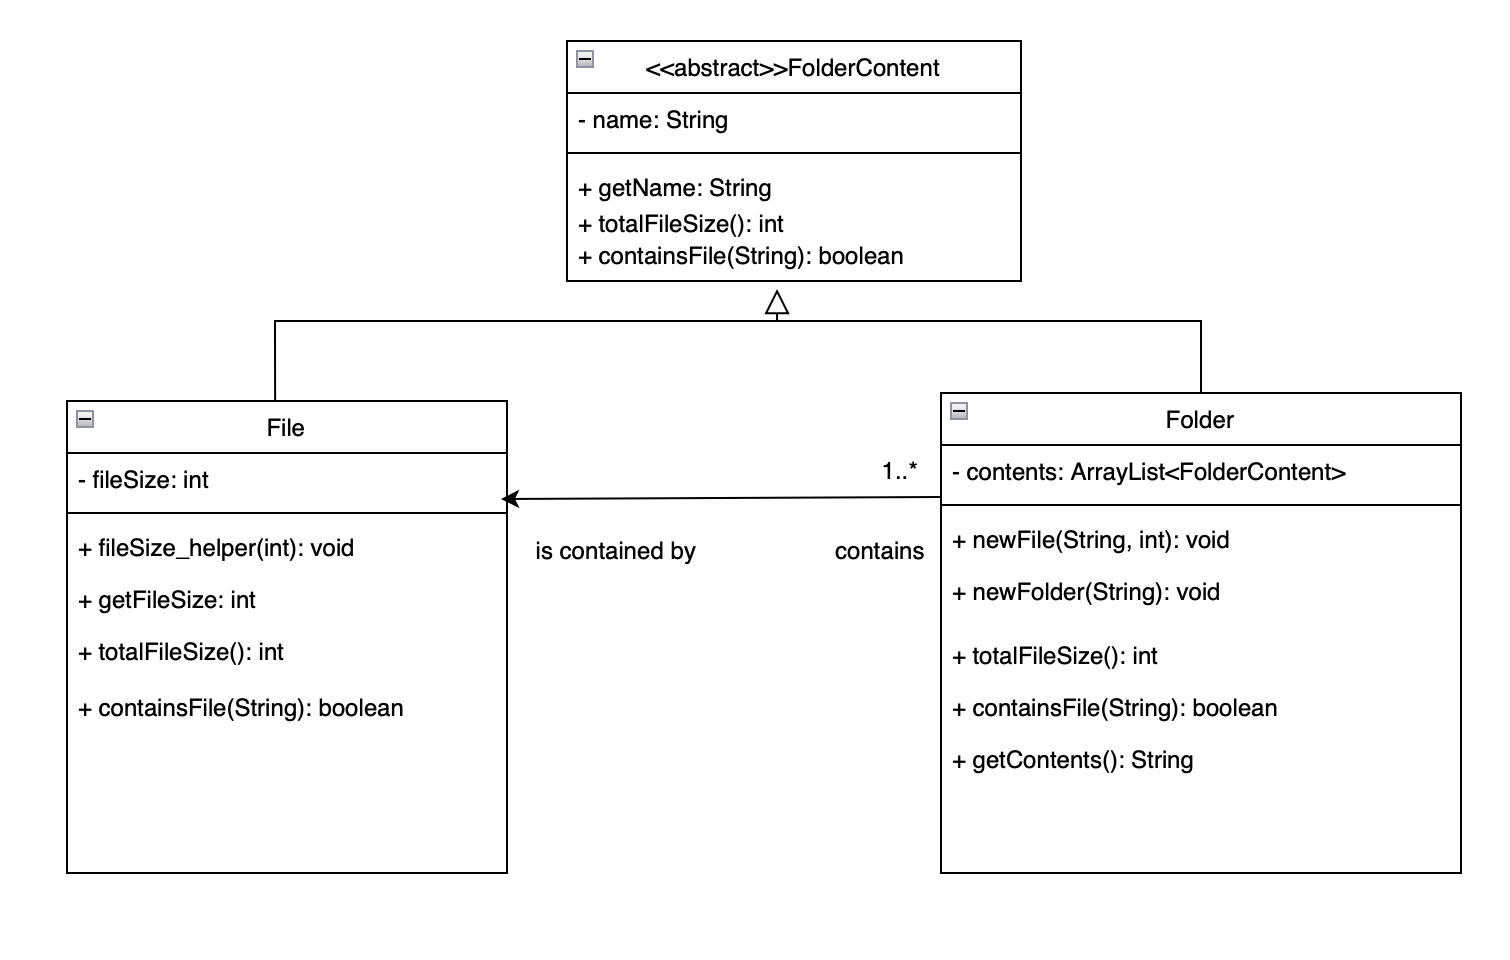 <<abstract>>FolderContent
- name: String
+ getName: String
+ totalFileSize(): int
+ containsFile(String): boolean
File
- fileSize: int
+ fileSize_helper(int): void
+ getFileSize: int
+ totalFileSize(): int
+ containsFile(String): boolean
1..*
is contained by
contains
Folder
- contents: ArrayList<FolderContent>
+ newFile(String, int): void
+ newFolder(String): void
+ totalFileSize(): int
+ containsFile(String): boolean
+ getContents(): String